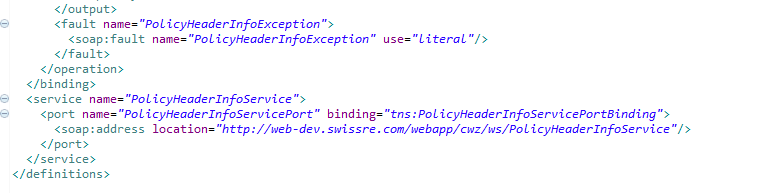 </output>
<fault name="PolicyHeaderInfoException">
<soap:fault name="PolicyHeaderInfoException" use="literal"/>
</fault>
</operation>
</binding>
<service name="PolicyHeaderInfoService">
<port name="PolicyHeaderInfoServicePort" binding="tns:PolicyHeaderInfoServicePortBinding">
<soap:address location="http://web-dev.swissre.com/webapp/cwz/ws/PolicyHeaderInfoService"/>
</port>
</service>
</definitions>